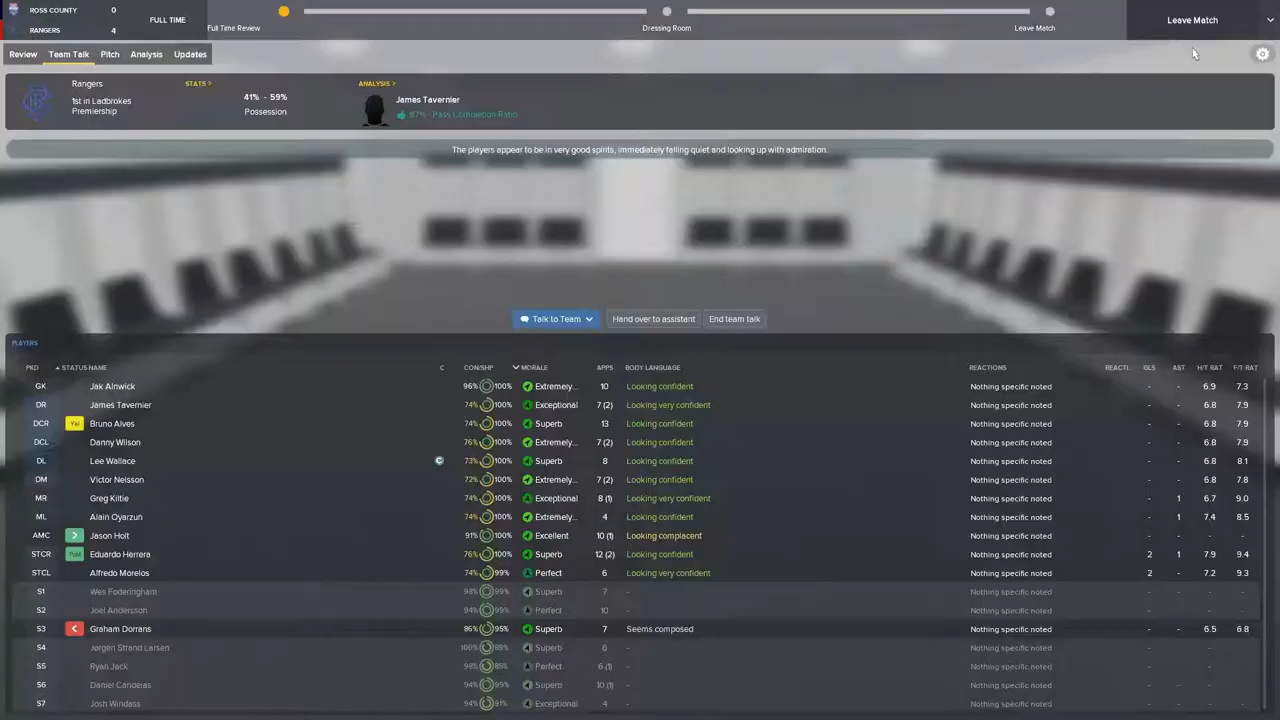 ROSS COUNTY 0
RANGERS 4
FULL TIME
Full Time Review
Dressing Room
Leave Match
Leave Match
Review Team Talk Pitch Analysis Updates
Rangers
1st in Ladbrokes
Premiership
STATS >
41% - 59%
Possession
ANALYSIS >
James Tavernier
87% - Pass Completion Ratio
The players appear to be in very good spirits, immediately falling quiet and looking up with admiration.
Talk to Team Hand over to assistant End team talk
PLAYERS
PKD STATUS NAME C CON/SHP MORALE APPS BODY LANGUAGE REACTIONS REACTI... GLS AST H/T RAT F/T RAT
GK Jak Alnwick 96% 100% Extremely... 10 Looking confident Nothing specific noted - - 6.9 7.3
DR James Tavernier 74% 100% Exceptional 7 (2) Looking very confident Nothing specific noted - - 6.8 7.9
DCR Yel Bruno Alves 74% 100% Superb 13 Looking confident Nothing specific noted - - 6.8 7.9
DCL Danny Wilson 76% 100% Extremely... 7 (2) Looking confident Nothing specific noted - - 6.8 7.9
DL Lee Wallace C 73% 100% Superb 8 Looking confident Nothing specific noted - - 6.8 8.1
DM Victor Nelsson 72% 100% Extremely... 7 (2) Looking confident Nothing specific noted - - 6.8 7.8
MR Greg Kiltie 74% 100% Exceptional 8 (1) Looking very confident Nothing specific noted - 1 6.7 9.0
ML Alain Oyarzun 74% 100% Extremely... 4 Looking confident Nothing specific noted - 1 7.4 8.5
AMC Jason Holt 91% 100% Excellent 10 (1) Looking complacent Nothing specific noted - - - -
STCR PoM Eduardo Herrera 76% 100% Superb 12 (2) Looking confident Nothing specific noted 2 1 7.9 9.4
STCL Alfredo Morelos 74% 99% Perfect 6 Looking very confident Nothing specific noted 2 - 7.2 9.3
S1 Wes Foderingham 98% 99% Superb 7 - Nothing specific noted - - - -
S2 Joel Andersson 94% 99% Perfect 10 - Nothing specific noted - - - -
S3 Graham Dorrans 86% 95% Superb 7 Seems composed Nothing specific noted - - 6.5 6.8
S4 Jørgen Strand Larsen 100% 88% Superb 6 - Nothing specific noted - - - -
S5 Ryan Jack 98% 85% Perfect 6 (1) - Nothing specific noted - - - -
S6 Daniel Candeias 94% 99% Superb 10 (1) - Nothing specific noted - - - -
S7 Josh Windass 94% 91% Exceptional 4 - Nothing specific noted - - - -